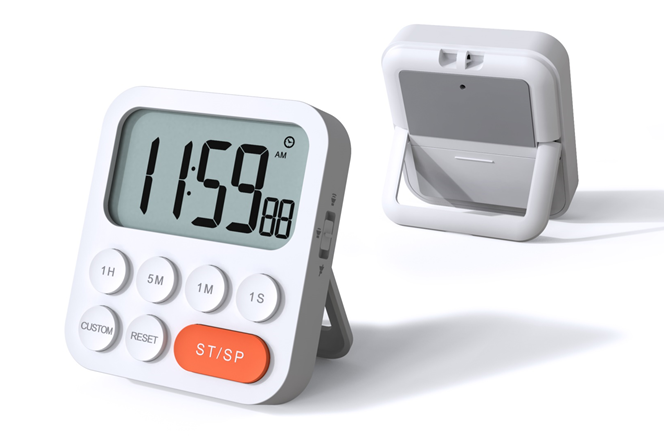 AM
11:59 88
1H 5M 1M 1S
CUSTOM RESET ST/SP